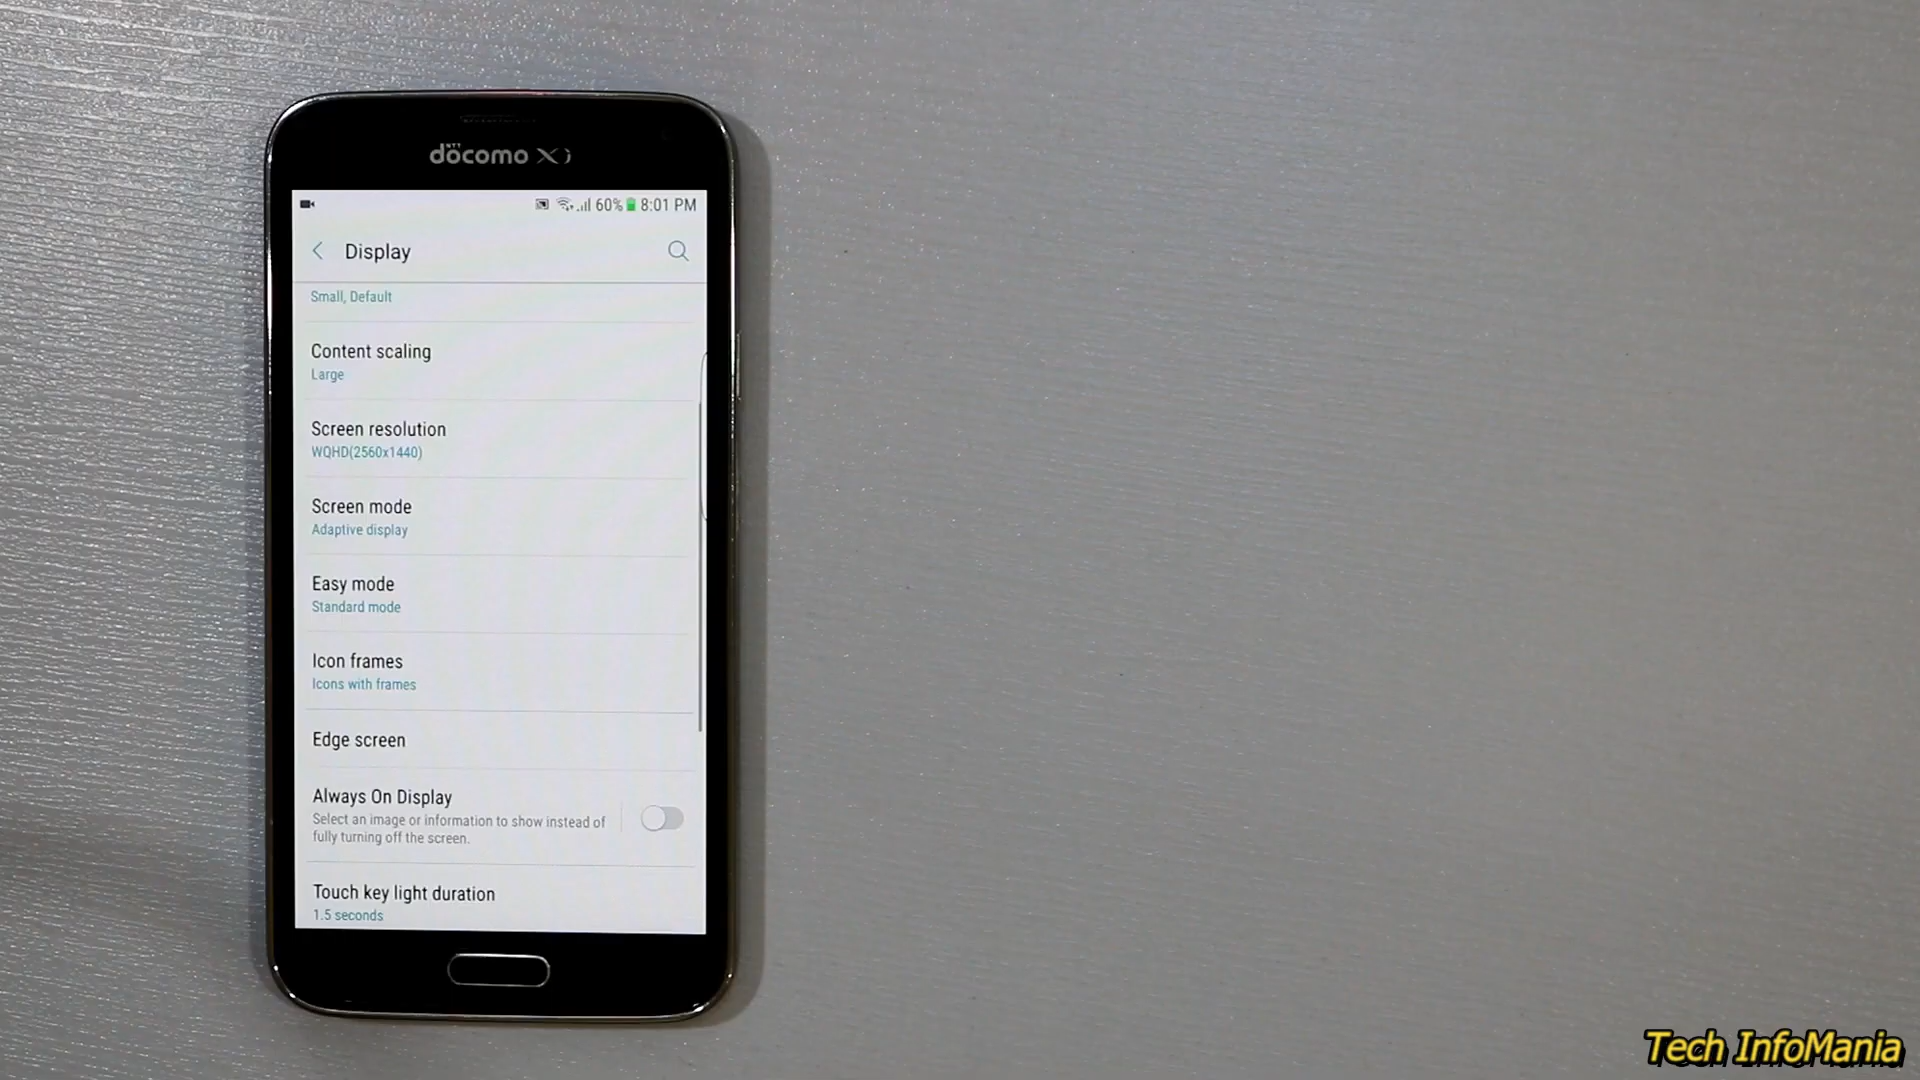 NTT
docomo Xi
60% 8:01 PM
Display
Small, Default
Content scaling
Large
Screen resolution
WQHD(2560x1440)
Screen mode
Adaptive display
Easy mode
Standard mode
Icon frames
Icons with frames
Edge screen
Always On Display
Select an image or information to show instead of
fully turning off the screen.
Touch key light duration
1.5 seconds
Tech InfoMania